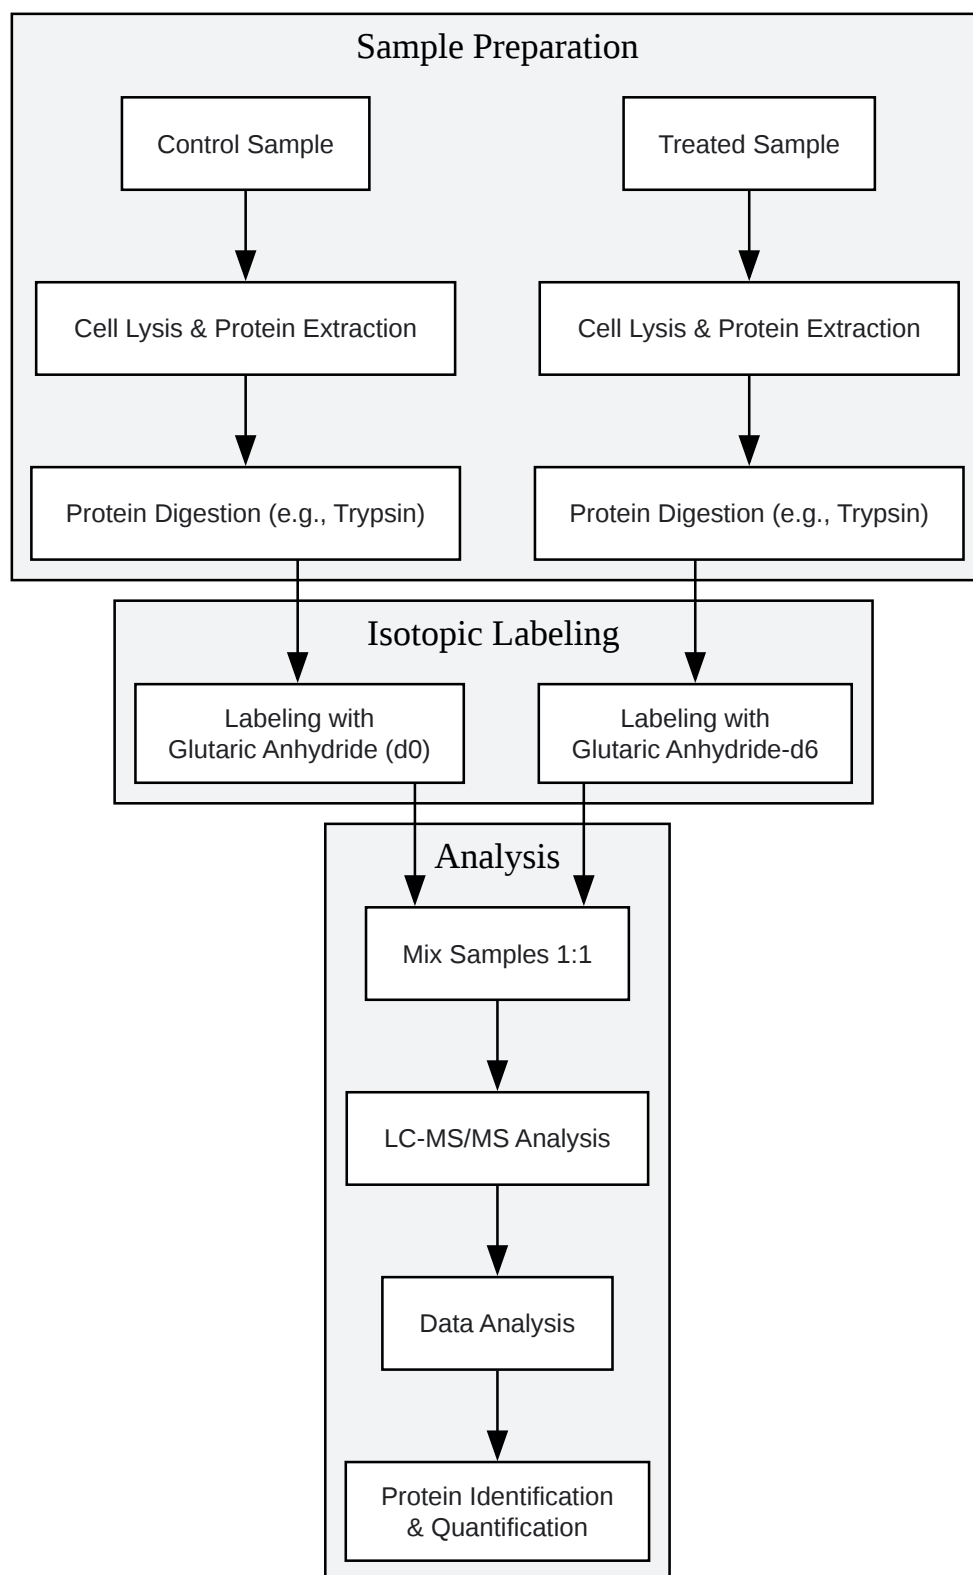 Sample Preparation
Control Sample
Treated Sample
Cell Lysis & Protein Extraction
Cell Lysis & Protein Extraction
Protein Digestion (e.g., Trypsin)
Protein Digestion (e.g., Trypsin)
Isotopic Labeling
Labeling with
Glutaric Anhydride (d0)
Labeling with
Glutaric Anhydride-d6
Analysis
Mix Samples 1:1
LC-MS/MS Analysis
Data Analysis
Protein Identification
& Quantification